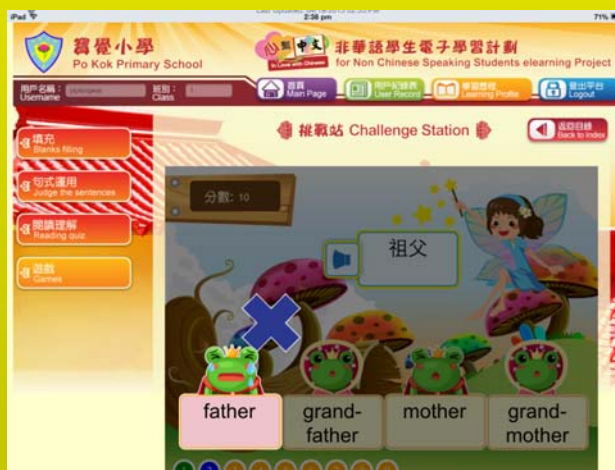 iPad
2:38 pm
71%
寶覺小學
Po Kok Primary School
心繫中文
In Love with Chinese
非華語學生電子學習計劃
for Non Chinese Speaking Students elearning Project
用戶名稱：
Username
班別：
Class
1
首頁
Main Page
用戶紀錄表
User Record
學習歷程
Learning Profile
登出平台
Logout
挑戰站 Challenge Station
返回目錄
Back to index
填充
Blanks filing
句式運用
Judge the sentences
閱讀理解
Reading quiz
遊戲
Games
分數: 10
祖父
father
grand-
father
mother
grand-
mother